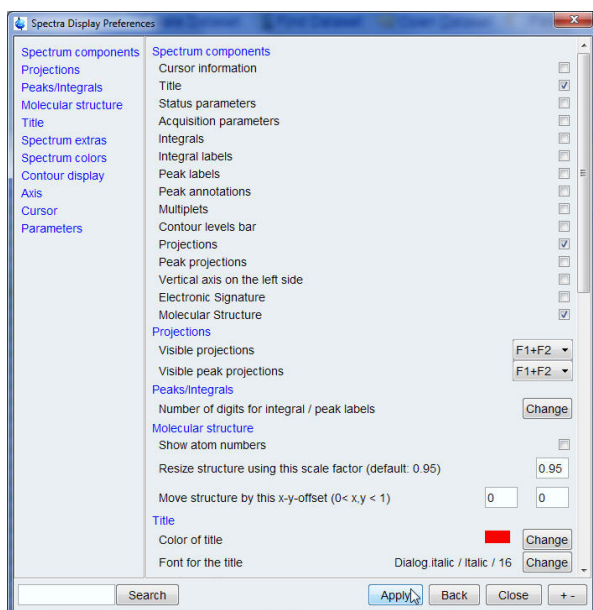 Spectra Display Preferences
Spectrum components
Projections
Peaks/Integrals
Molecular structure
Title
Spectrum extras
Spectrum colors
Contour display
Axis
Cursor
Parameters
Spectrum components
Cursor information
Title
Status parameters
Acquisition parameters
Integrals
Integral labels
Peak labels
Peak annotations
Multiplets
Contour levels bar
Projections
Peak projections
Vertical axis on the left side
Electronic Signature
Molecular Structure
Projections
Visible projections F1+F2
Visible peak projections F1+F2
Peaks/Integrals
Number of digits for integral / peak labels Change
Molecular structure
Show atom numbers
Resize structure using this scale factor (default: 0.95) 0.95
Move structure by this x-y-offset (0< x,y < 1) 0 0
Title
Color of title Change
Font for the title Dialog.italic / Italic / 16 Change
Search Apply Back Close + -